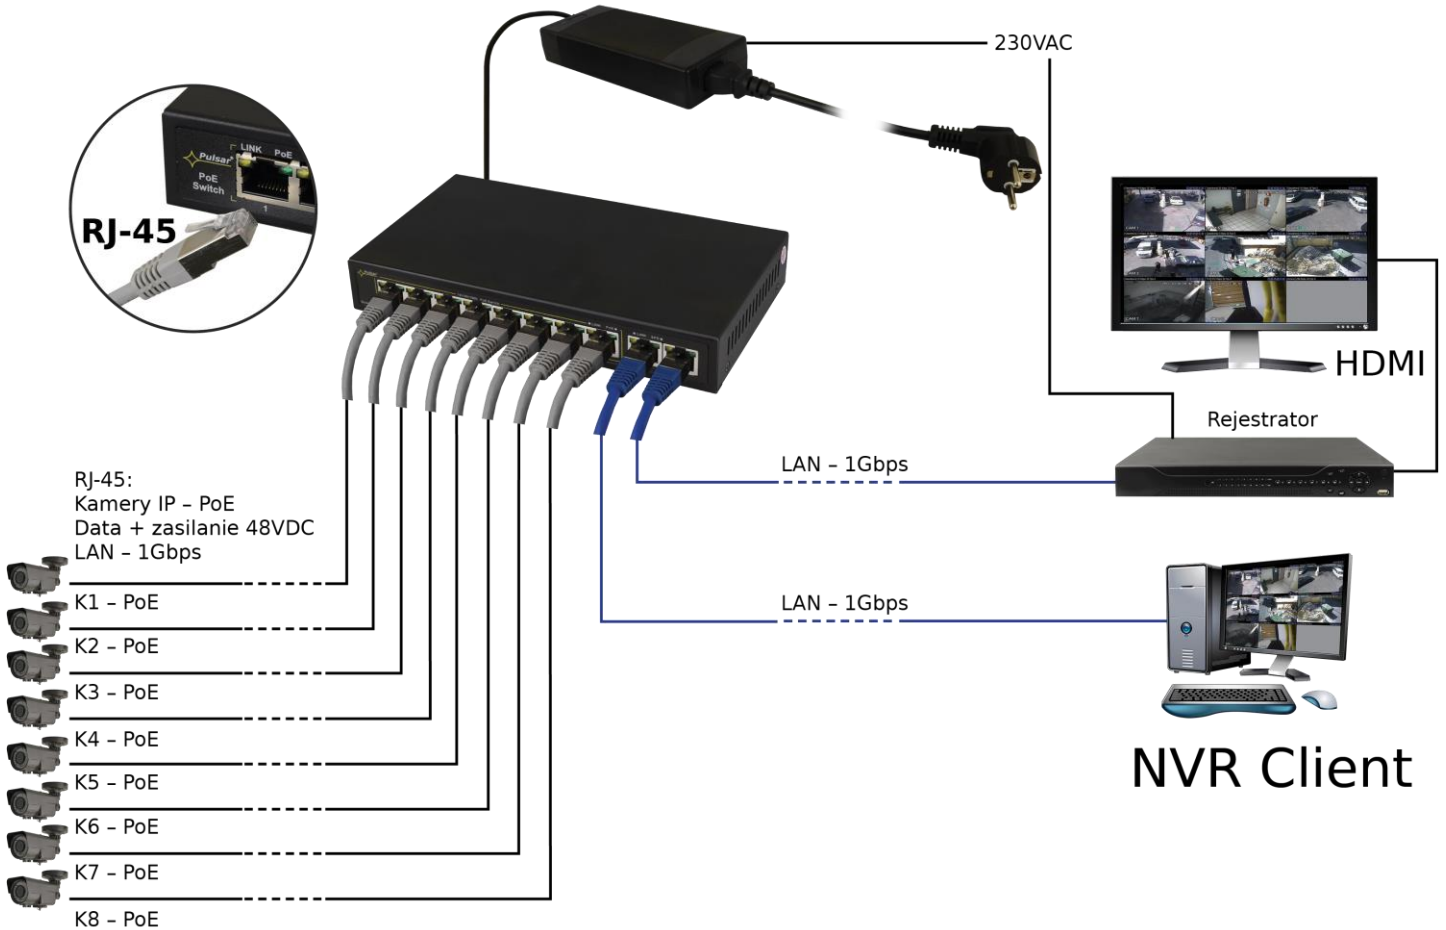 230VAC
LINK PoE
Pulsar
PoE
Switch
1
RJ-45
Pulsar
HDMI
Rejestrator
LAN – 1Gbps
RJ-45:
Kamery IP – PoE
Data + zasilanie 48VDC
LAN – 1Gbps
K1 – PoE
LAN – 1Gbps
K2 – PoE
K3 – PoE
K4 – PoE
NVR Client
K5 – PoE
K6 – PoE
K7 – PoE
K8 – PoE